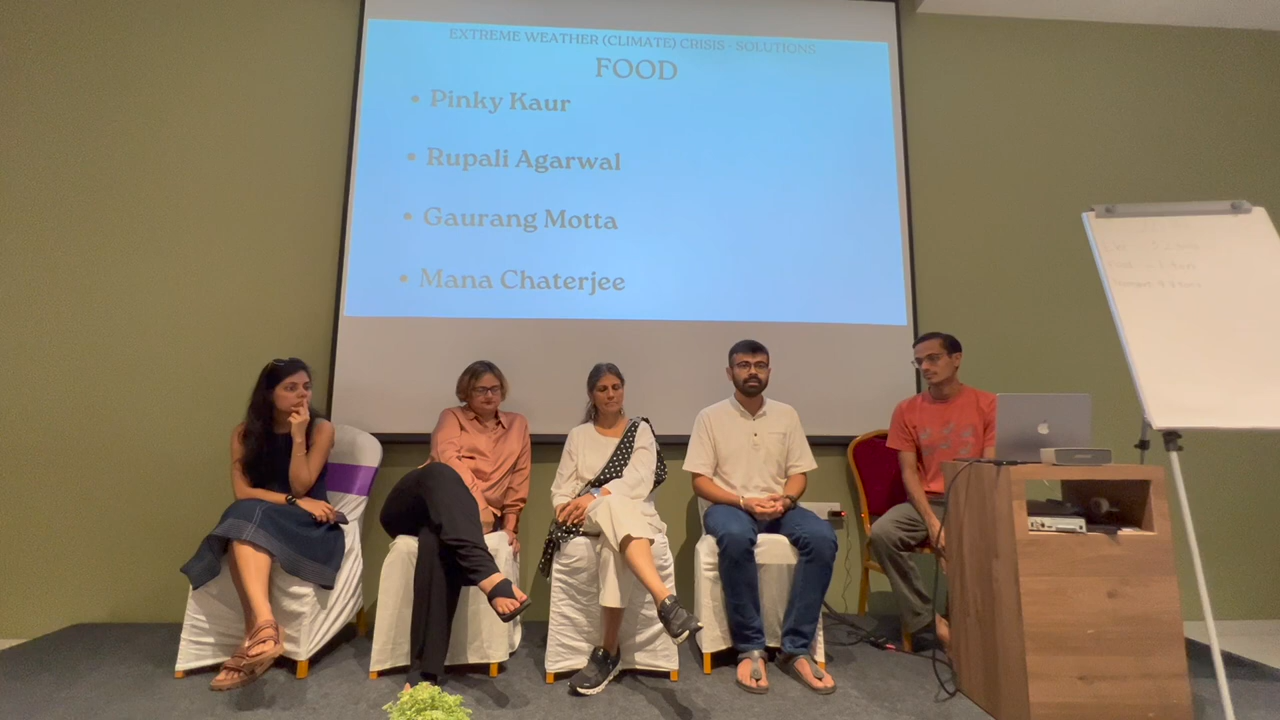 EXTREME WEATHER (CLIMATE) CRISIS - SOLUTIONS
FOOD
• Pinky Kaur
• Rupali Agarwal
• Gaurang Motta
• Mana Chaterjee